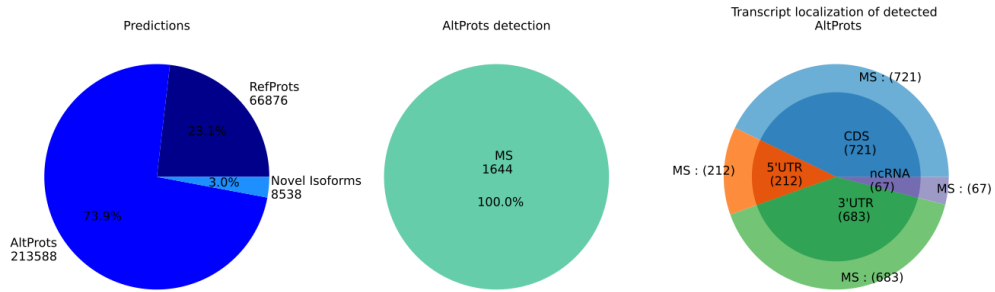 Predictions
RefProts
66876
23.1%
3.0%
Novel Isoforms
8538
73.9%
AltProts
213588
AltProts detection
MS
1644
100.0%
Transcript localization of detected
AltProts
MS : (721)
CDS
(721)
MS : (212)
5'UTR
(212)
ncRNA
(67)
MS : (67)
3'UTR
(683)
MS : (683)